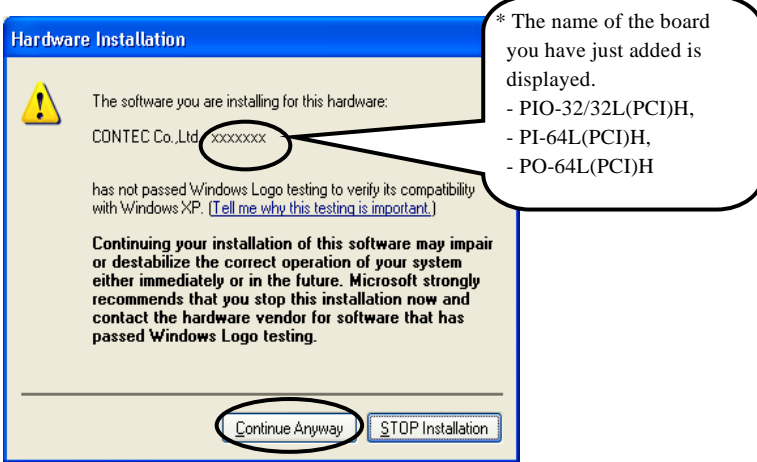 Hardware Installation
The software you are installing for this hardware:
CONTEC Co.,Ltd. xxxxxxx
has not passed Windows Logo testing to verify its compatibility
with Windows XP. (Tell me why this testing is important.)
Continuing your installation of this software may impair
or destabilize the correct operation of your system
either immediately or in the future. Microsoft strongly
recommends that you stop this installation now and
contact the hardware vendor for software that has
passed Windows Logo testing.
Continue Anyway
STOP Installation
* The name of the board
you have just added is
displayed.
- PIO-32/32L(PCI)H,
- PI-64L(PCI)H,
- PO-64L(PCI)H